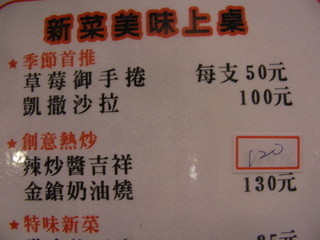 新菜美味上桌
★季節首推
草莓御手捲 每支50元
凱撒沙拉 100元
★創意熱炒
辣炒醬吉祥 120
金鎗奶油燒 130元
★特味新菜